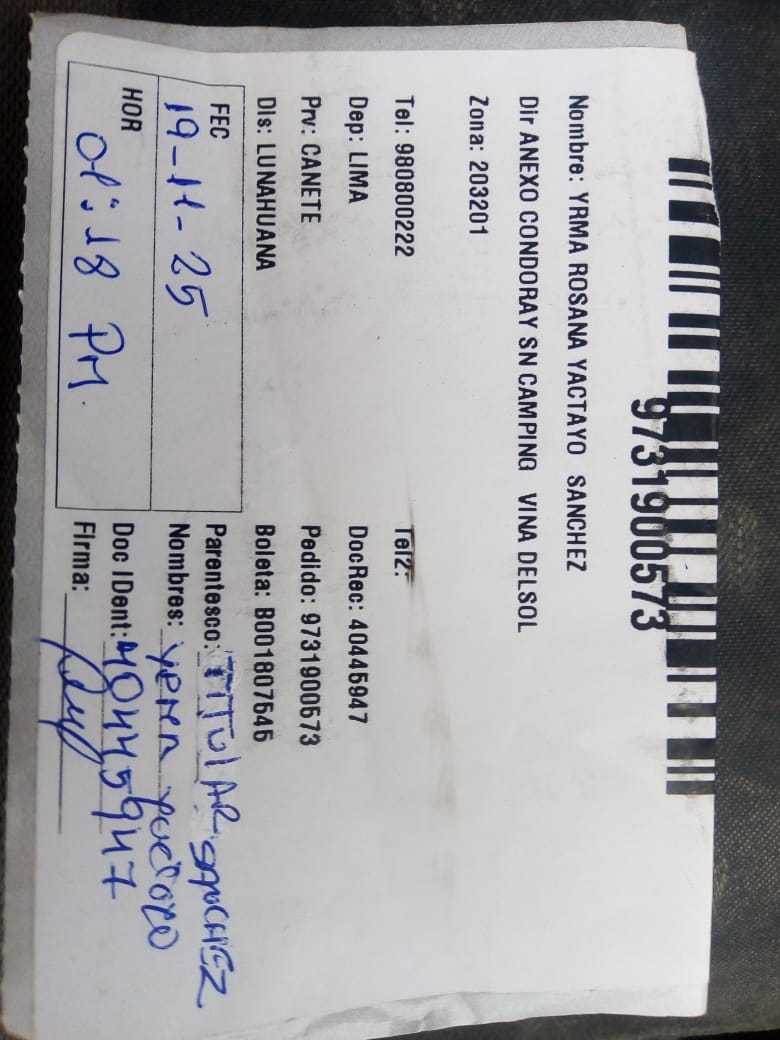 9731900573
Nombre: YRMA ROSANA YACTAYO SANCHEZ
Dir ANEXO CONDORAY SN CAMPING VINA DELSOL
Zona: 203201
Tel: 980800222 Tel2:
Dep: LIMA DocRec: 40445947
Prv: CANETE Pedido: 9731900573
Dis: LUNAHUANA Boleta: B001807545
FEC 19-11-25
HOR 01:18 PM.
Parentesco: TITULAR
Nombres: SANCHEZ
Doc IDent: 40445947
Firma: